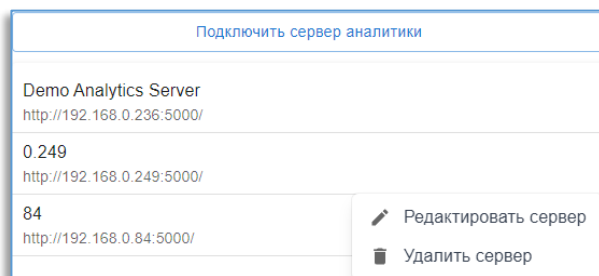 Подключить сервер аналитики
Demo Analytics Server
http://192.168.0.236:5000/
0.249
http://192.168.0.249:5000/
84
http://192.168.0.84:5000/
Редактировать сервер
Удалить сервер